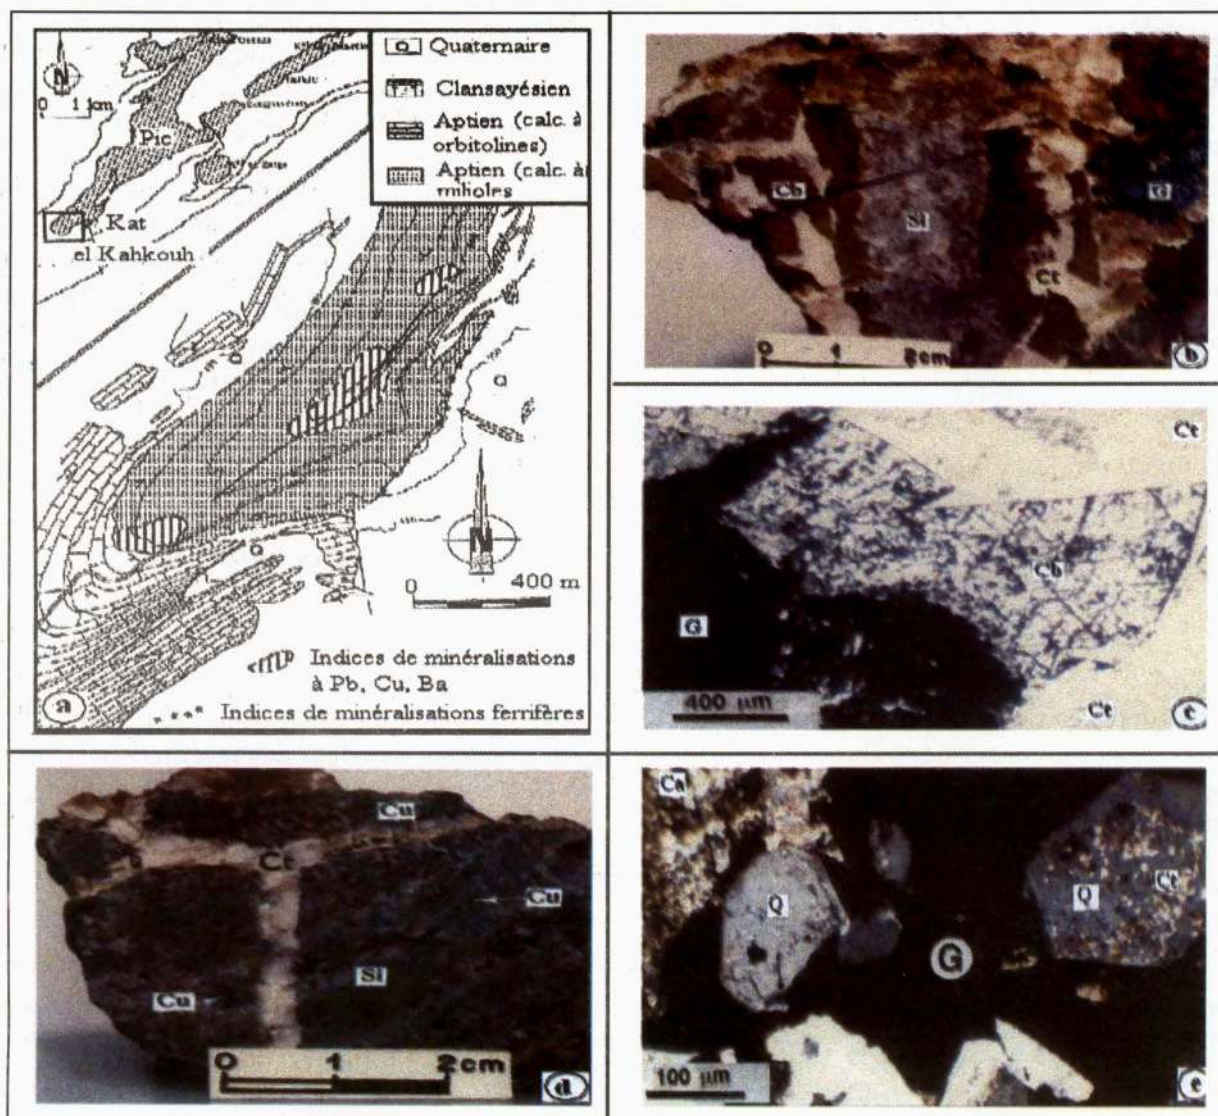 N
0 1 km
Pic
Kat
el Kahkouh
Quaternaire
Clansayésien
Aptien (calc. à
orbitolines)
Aptien (calc. à
milioles
N
0 400 m
Indices de minéralisations
à Pb, Cu, Ba
Indices de minéralisations ferrifères
a
Sl
G
Ct
0 1 2cm
b
Ct
G
400 µm
Ct
c
Cu
Ct
Cu
Sl
Cu
0 1 2cm
d
Ca
Q
Q
Ct
G
100 µm
e